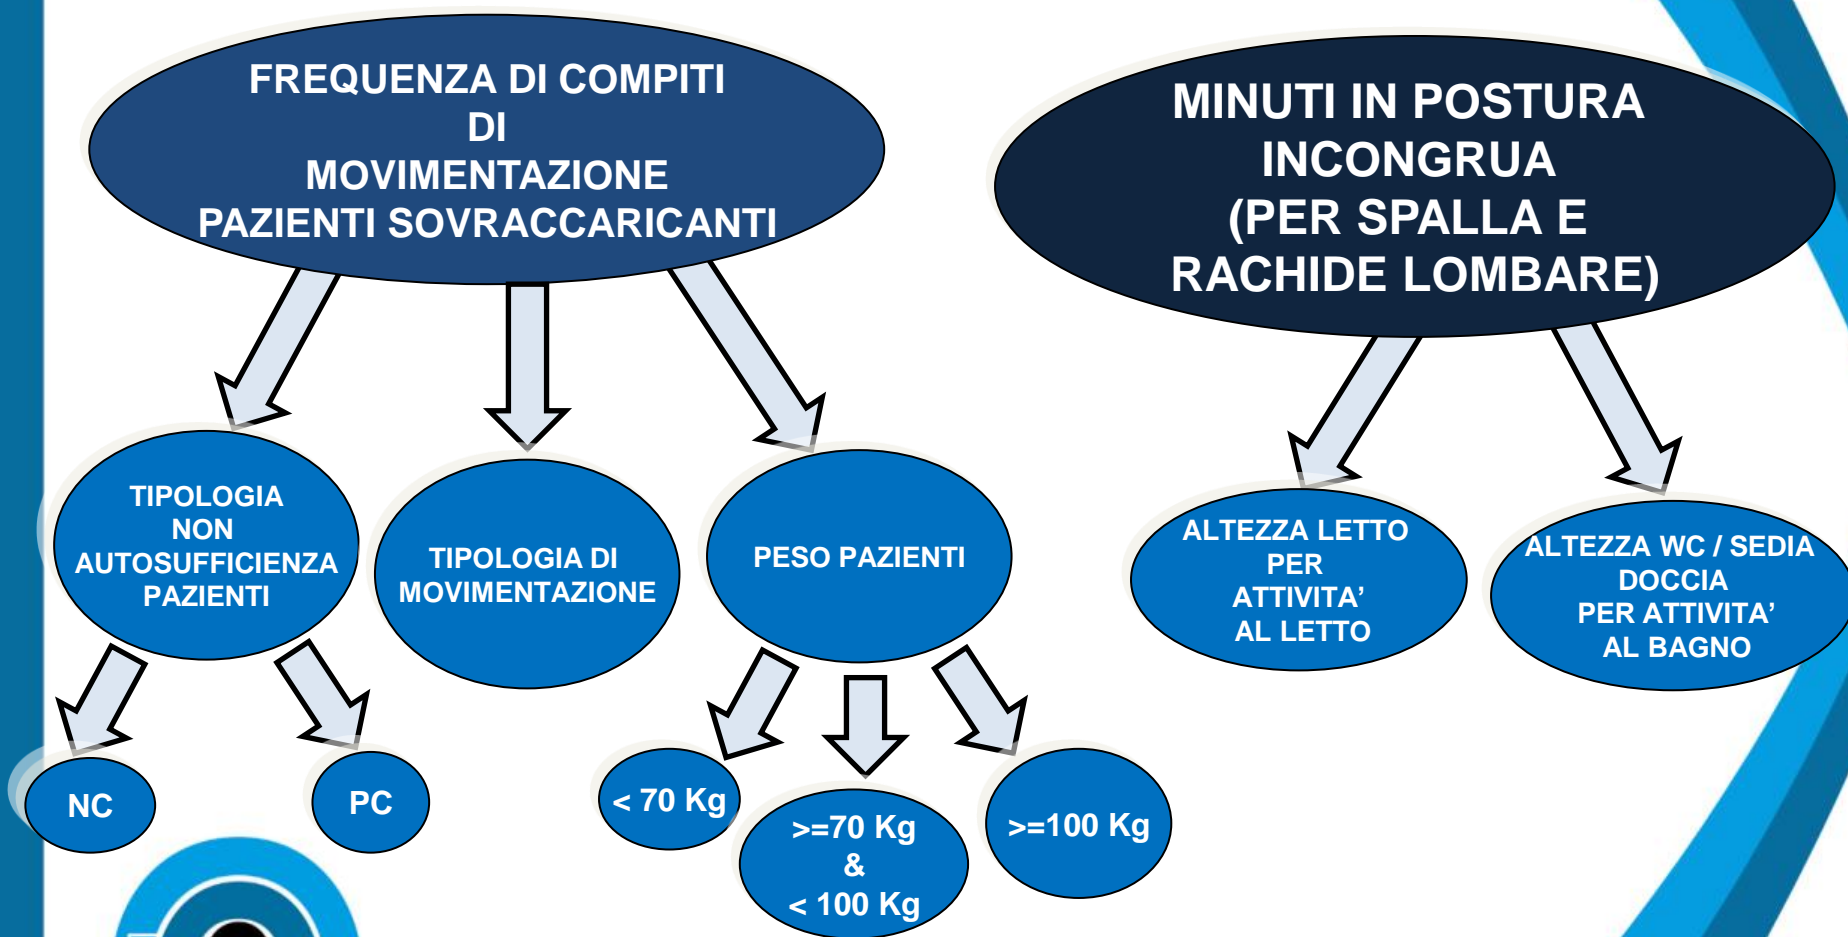 FREQUENZA DI COMPITI
DI
MOVIMENTAZIONE
PAZIENTI SOVRACCARICANTI
MINUTI IN POSTURA
INCONGRUA
(PER SPALLA E
RACHIDE LOMBARE)
TIPOLOGIA
NON
AUTOSUFFICIENZA
PAZIENTI
TIPOLOGIA DI
MOVIMENTAZIONE
PESO PAZIENTI
ALTEZZA LETTO
PER
ATTIVITA’
AL LETTO
ALTEZZA WC / SEDIA
DOCCIA
PER ATTIVITA’
AL BAGNO
NC
PC
< 70 Kg
>=70 Kg
&
< 100 Kg
>=100 Kg